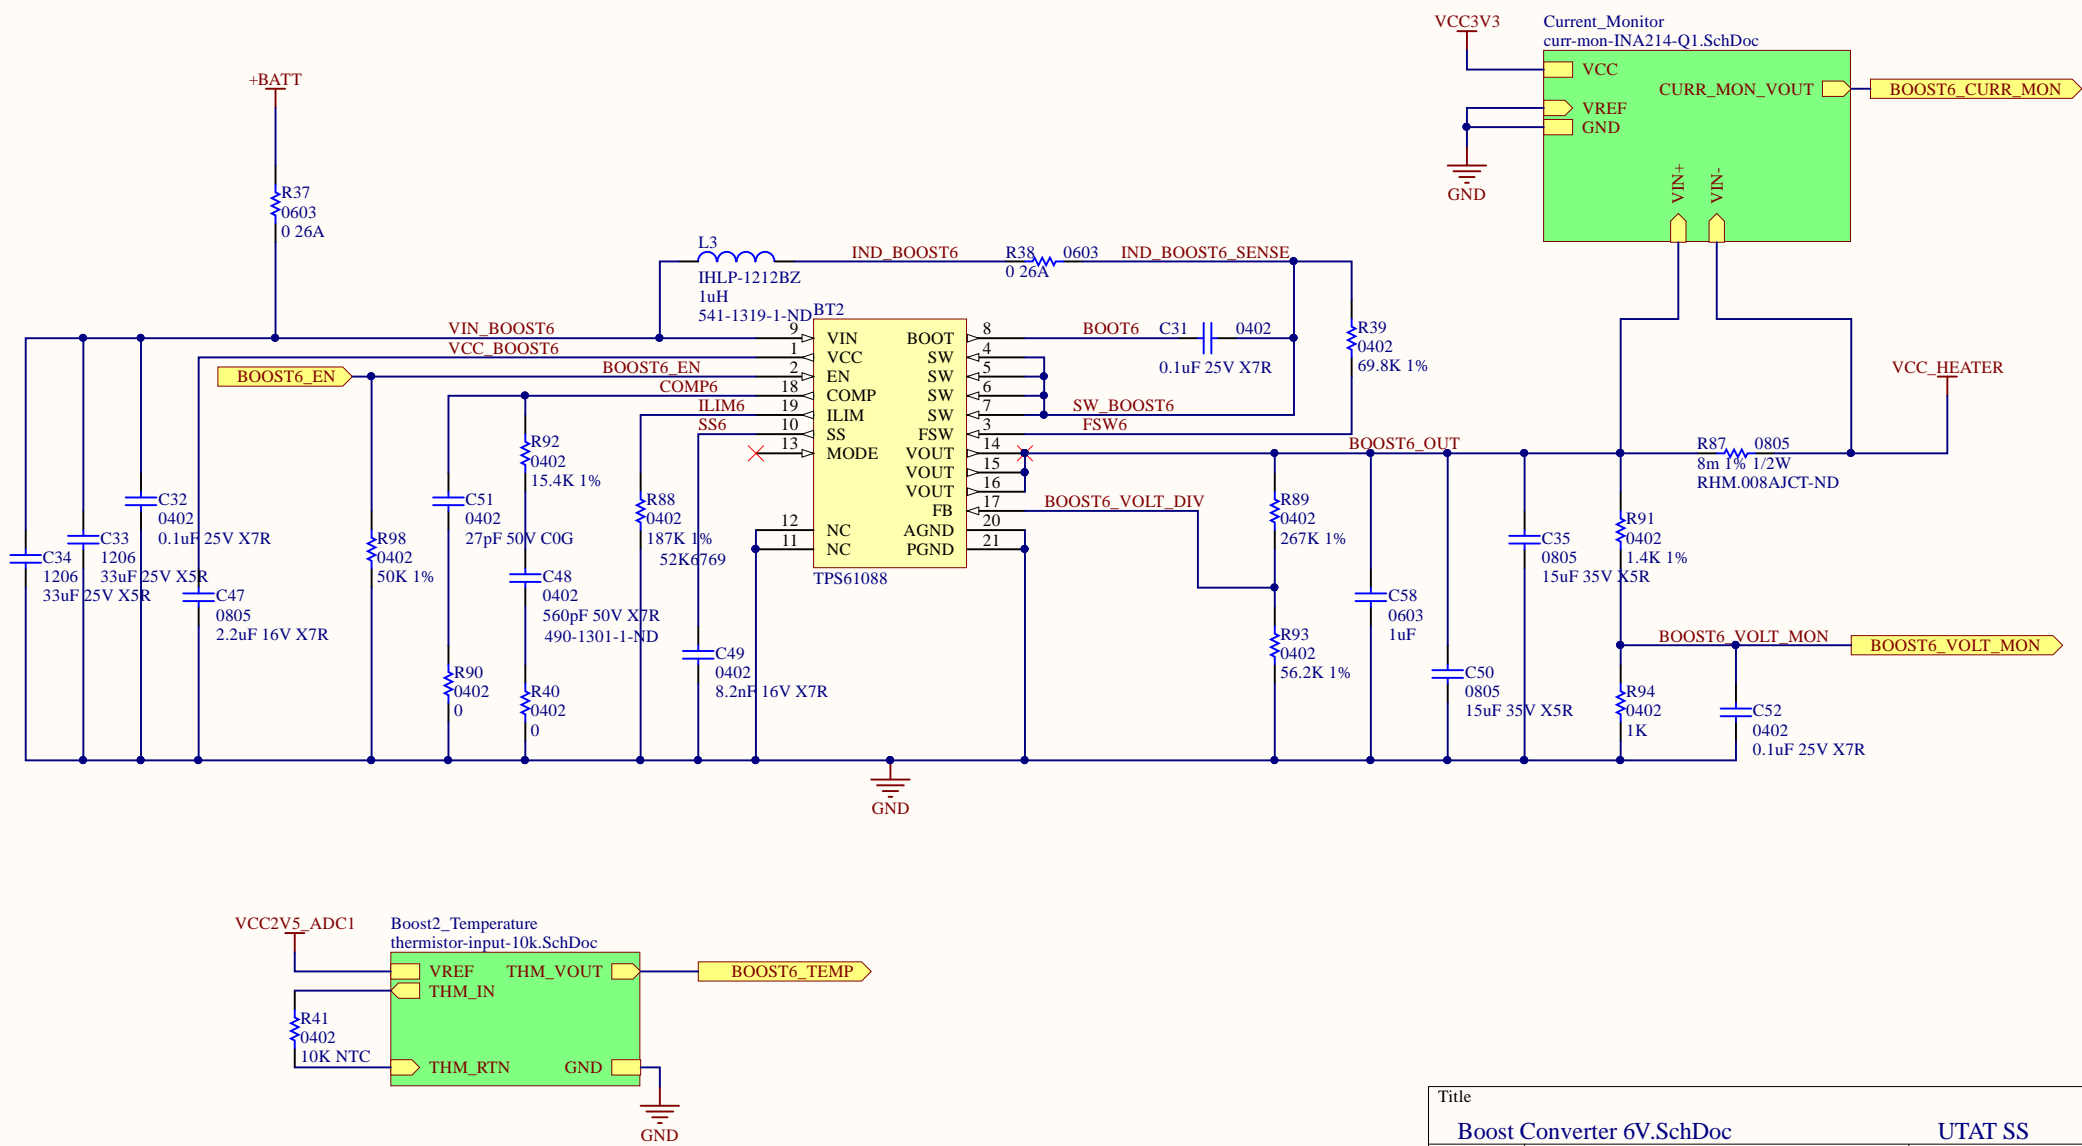 VCC3V3
Current_Monitor
curr-mon-INA214-Q1.SchDoc
VCC
CURR_MON_VOUT
BOOST6_CURR_MON
VREF
GND
VIN+
VIN-
GND
+BATT
R37
0603
0 26A
L3
IHLP-1212BZ
1uH
541-1319-1-ND
IND_BOOST6
R38
0603
0 26A
IND_BOOST6_SENSE
BT2
VIN_BOOST6
9
VIN
VCC_BOOST6
1
VCC
BOOST6_EN
BOOST6_EN
2
EN
COMP6
18
COMP
ILIM6
19
ILIM
SS6
10
SS
13
MODE
12
NC
11
NC
BOOT
8
SW
4
SW
5
SW
6
SW
7
FSW
3
VOUT
14
VOUT
15
VOUT
16
FB
17
AGND
20
PGND
21
TPS61088
BOOT6
C31
0402
0.1uF 25V X7R
SW_BOOST6
FSW6
R39
0402
69.8K 1%
BOOST6_OUT
BOOST6_VOLT_DIV
VCC_HEATER
R87
0805
8m 1% 1/2W
RHM.008AJCT-ND
C34
1206
33uF 25V X5R
C33
1206
33uF 25V X5R
C32
0402
0.1uF 25V X7R
C47
0805
2.2uF 16V X7R
R98
0402
50K 1%
C51
0402
27pF 50V C0G
R90
0402
0
R92
0402
15.4K 1%
C48
0402
560pF 50V X7R
490-1301-1-ND
R40
0402
0
R88
0402
187K 1%
52K6769
C49
0402
8.2nF 16V X7R
R89
0402
267K 1%
R93
0402
56.2K 1%
C58
0603
1uF
C50
0805
15uF 35V X5R
C35
0805
15uF 35V X5R
R91
0402
1.4K 1%
BOOST6_VOLT_MON
BOOST6_VOLT_MON
R94
0402
1K
C52
0402
0.1uF 25V X7R
GND
VCC2V5_ADC1
Boost2_Temperature
thermistor-input-10k.SchDoc
VREF
THM_VOUT
BOOST6_TEMP
THM_IN
R41
0402
10K NTC
THM_RTN
GND
GND
Title
Boost Converter 6V.SchDoc
UTAT SS